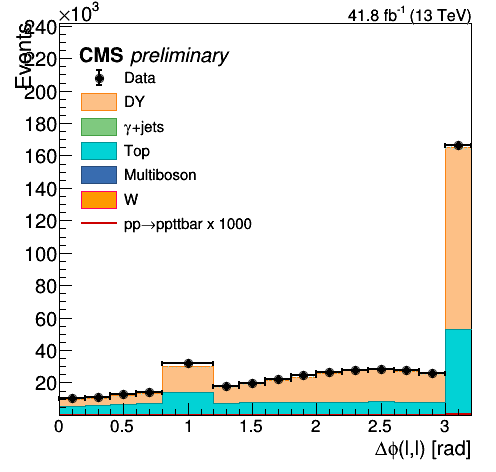 ×10³
41.8 fb⁻¹ (13 TeV)
Events
CMS preliminary
Data
DY
γ+jets
Top
Multiboson
W
pp→ppttbar x 1000
240
220
200
180
160
140
120
100
80
60
40
20
0 0.5 1 1.5 2 2.5 3
Δϕ(l,l) [rad]